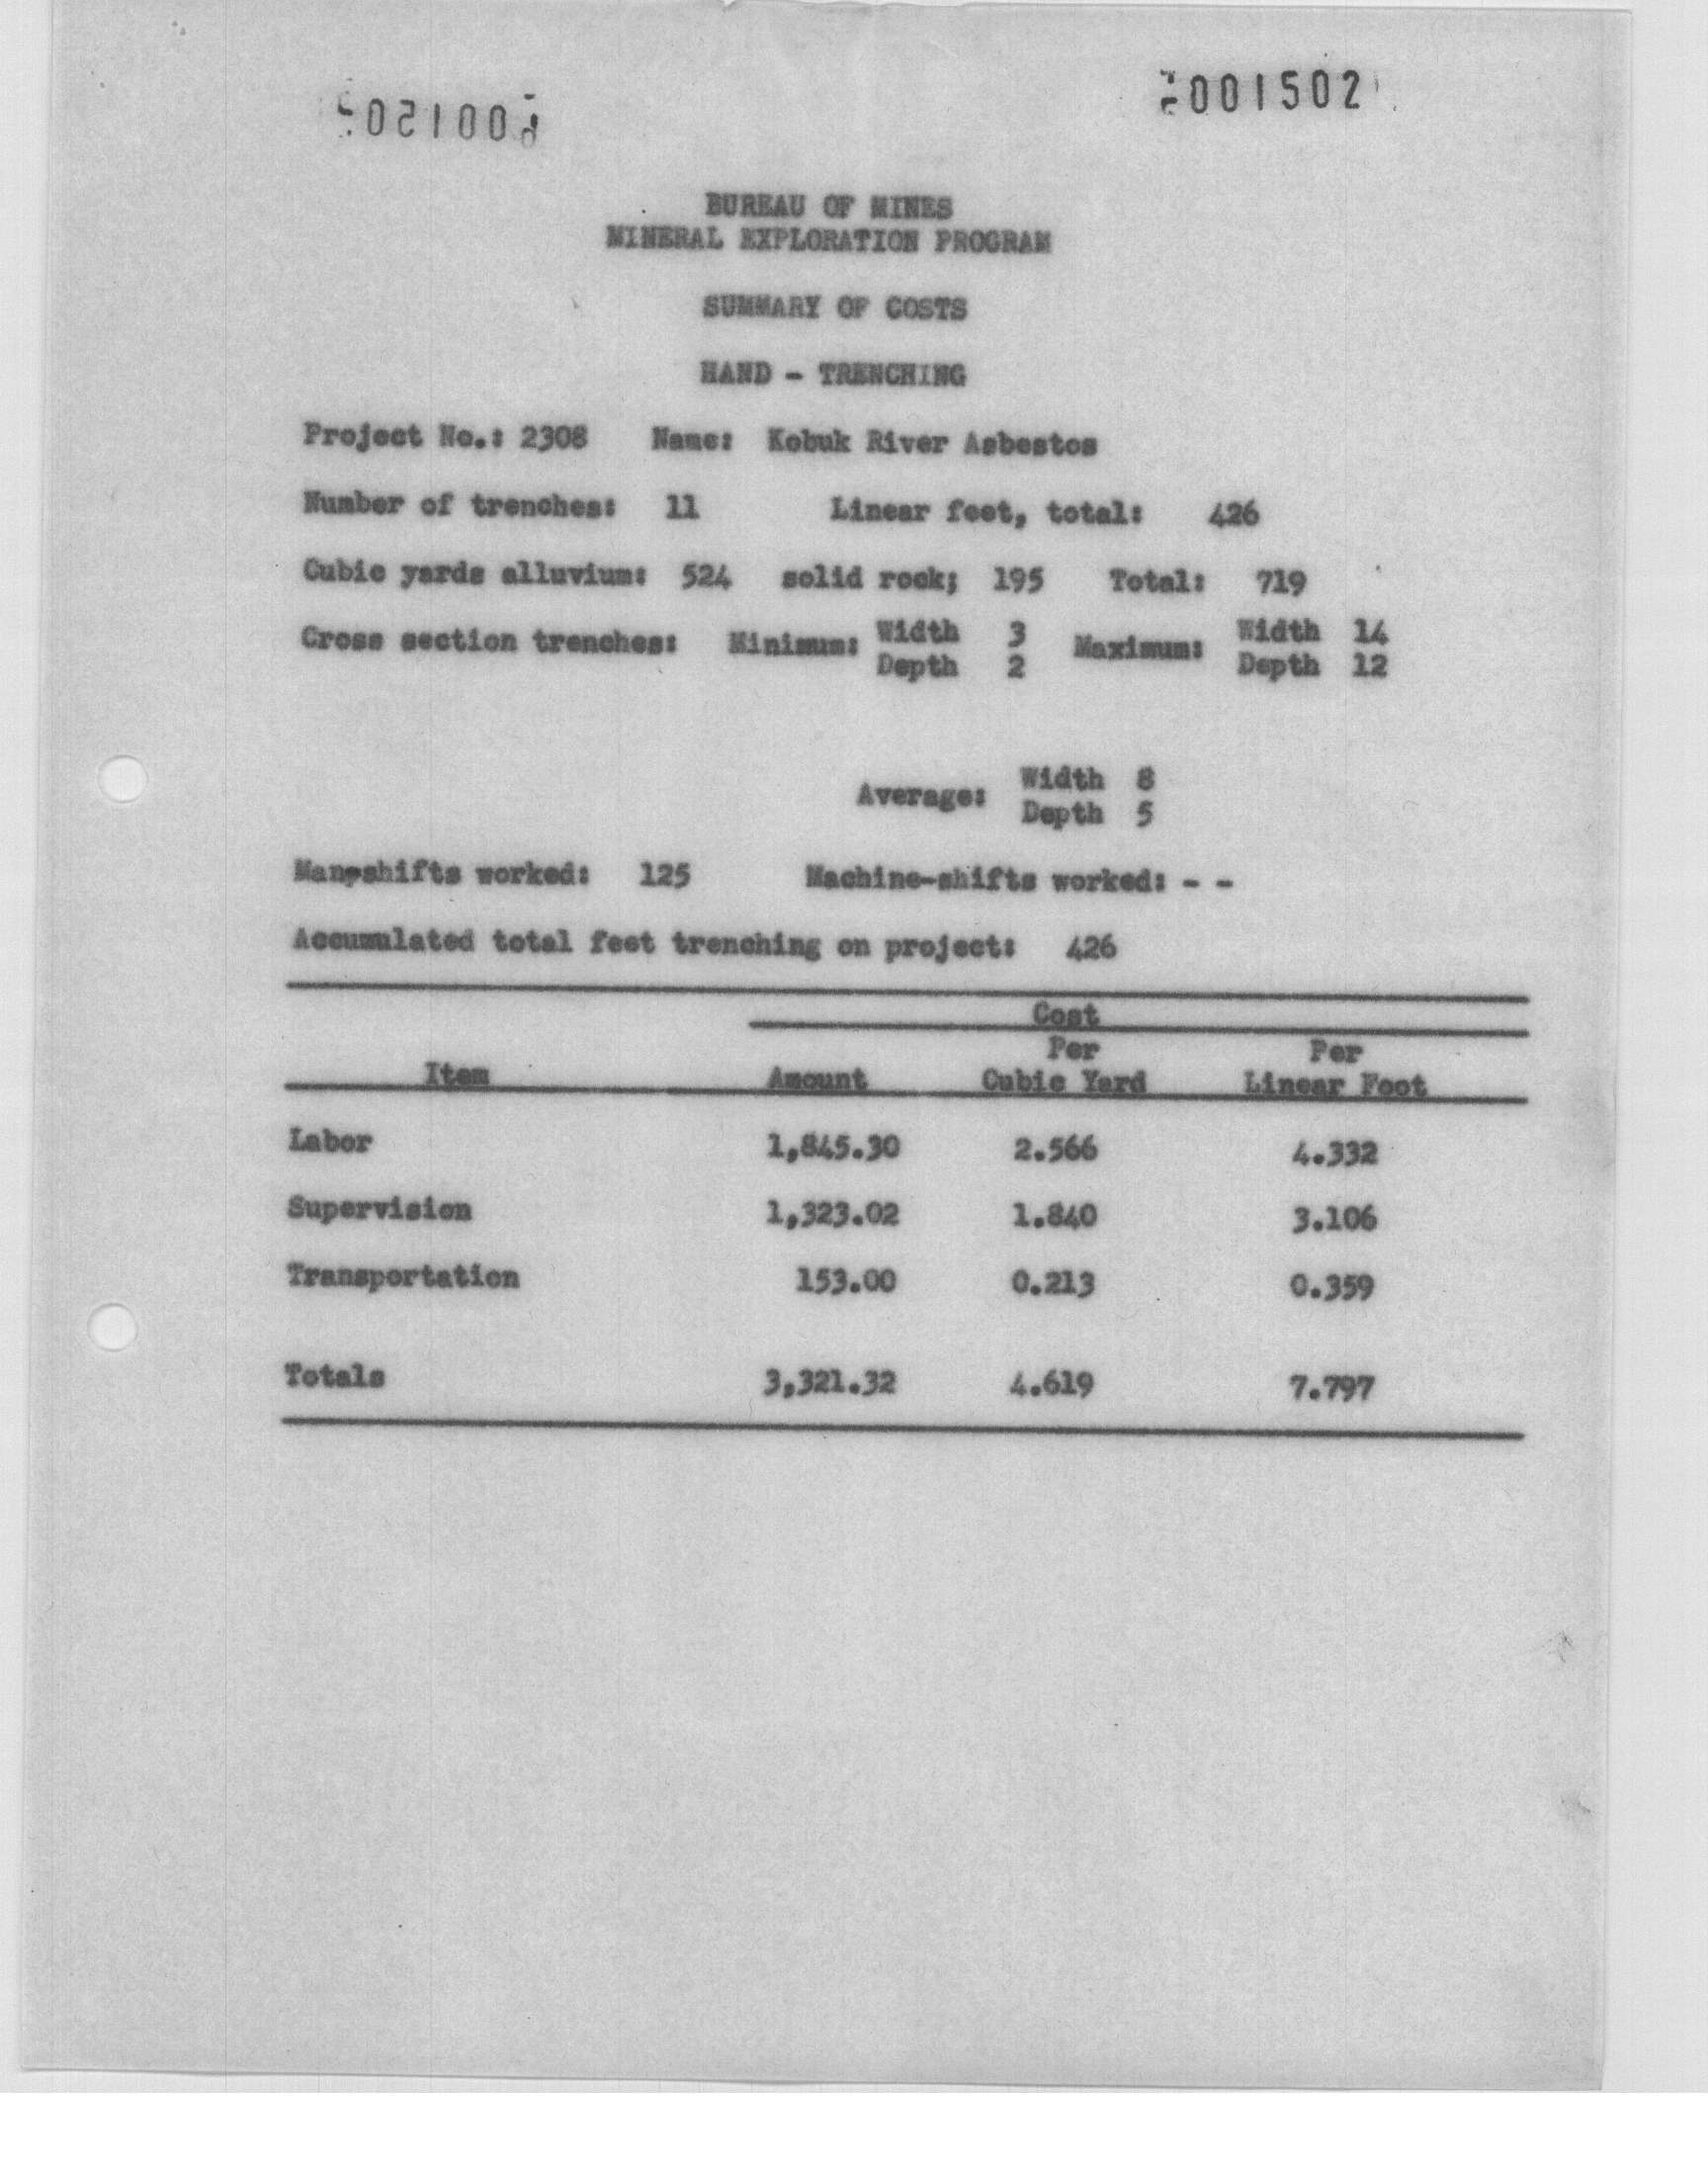 001502
BUREAU OF MINES
MINERAL EXPLORATION PROGRAM
SUMMARY OF COSTS
HAND - TRENCHING
Project No.: 2308 Name: Kobuk River Asbestos
Number of trenches: 11 Linear feet, total: 426
Cubic yards alluvium: 524 solid rock; 195 Total: 719
Cross section trenches: Minimum: Width 3 Maximum: Width 14
Depth 2 Depth 12
Average: Width 8
Depth 5
Man-shifts worked: 125 Machine-shifts worked: - -
Accumulated total feet trenching on project: 426
Cost
Per Per
Item Amount Cubic Yard Linear Foot
Labor 1,845.30 2.566 4.332
Supervision 1,323.02 1.840 3.106
Transportation 153.00 0.213 0.359
Totals 3,321.32 4.619 7.797